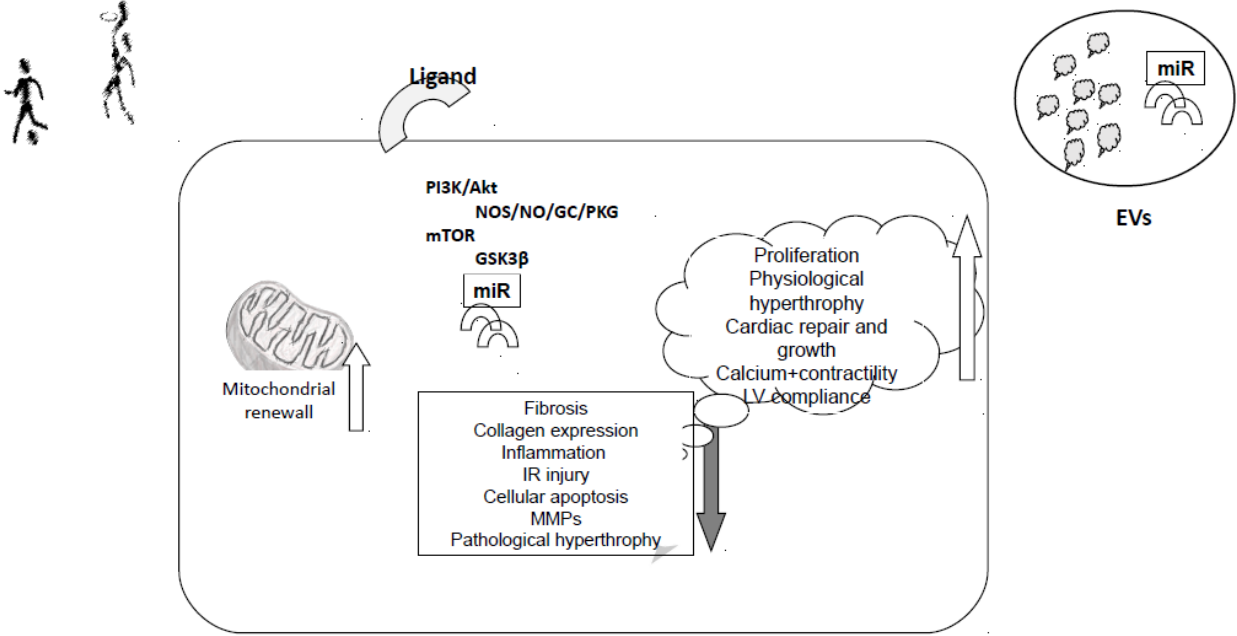 Ligand
miR
EVs
PI3K/Akt
NOS/NO/GC/PKG
mTOR
GSK3β
miR
Mitochondrial
renewall
Proliferation
Physiological
hyperthrophy
Cardiac repair and
growth
Calcium+contractility
LV compliance
Fibrosis
Collagen expression
Inflammation
IR injury
Cellular apoptosis
MMPs
Pathological hyperthrophy